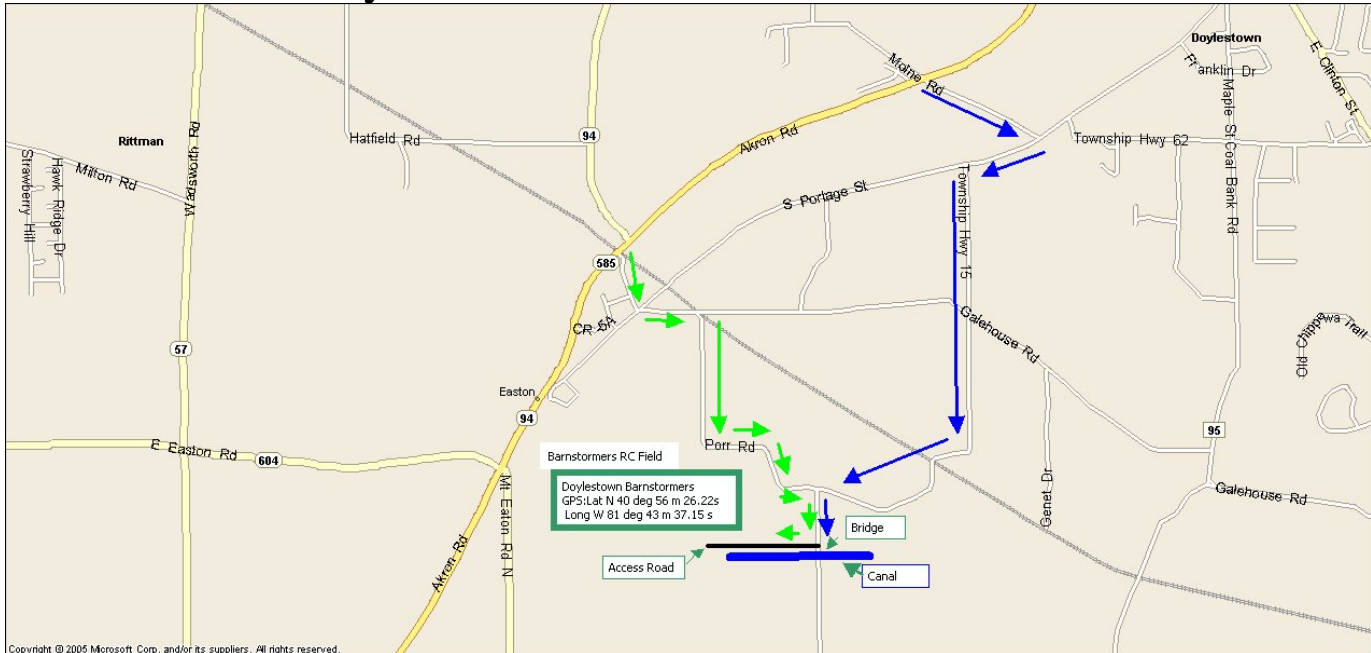 Doylestown
Moine Rd
Franklin Dr
E Clinton St
Maple St
Coal Bank Rd
Township Hwy 62
94
Akron Rd
Hatfield Rd
Rittman
Milton Rd
Wadsworth Rd
Strawberry Hill
Hawk Ridge Dr
S Portage St
Township Hwy 15
585
CR-6A
Galehouse Rd
Old Chippewa Trail
57
Easton
94
E Easton Rd
604
Porr Rd
95
Barnstormers RC Field
Doylestown Barnstormers
GPS:Lat N 40 deg 56 m 26.22s
Long W 81 deg 43 m 37.15 s
Mt Eaton Rd N
Genet Dr
Galehouse Rd
Bridge
Akron Rd
Access Road
Canal
Copyright © 2005 Microsoft Corp. and/or its suppliers. All rights reserved.